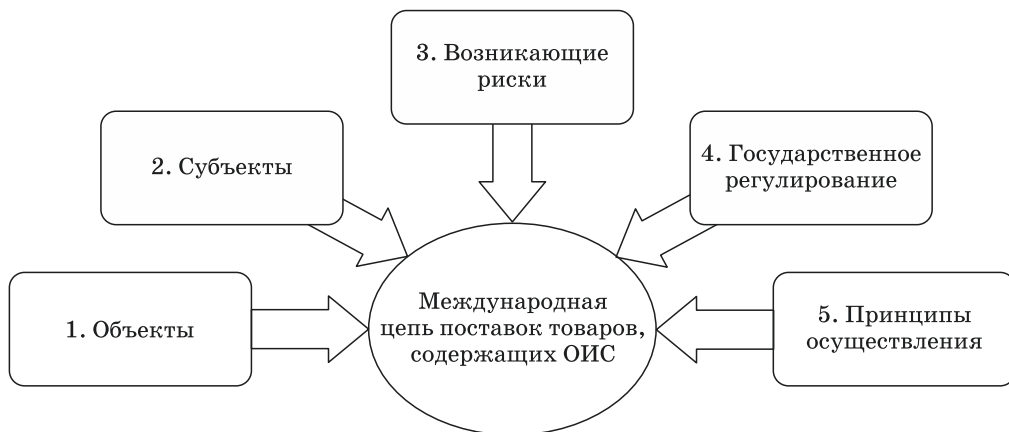 1. Объекты
2. Субъекты
3. Возникающие
риски
4. Государственное
регулирование
5. Принципы
осуществления
Международная
цепь поставок товаров,
содержащих ОИС